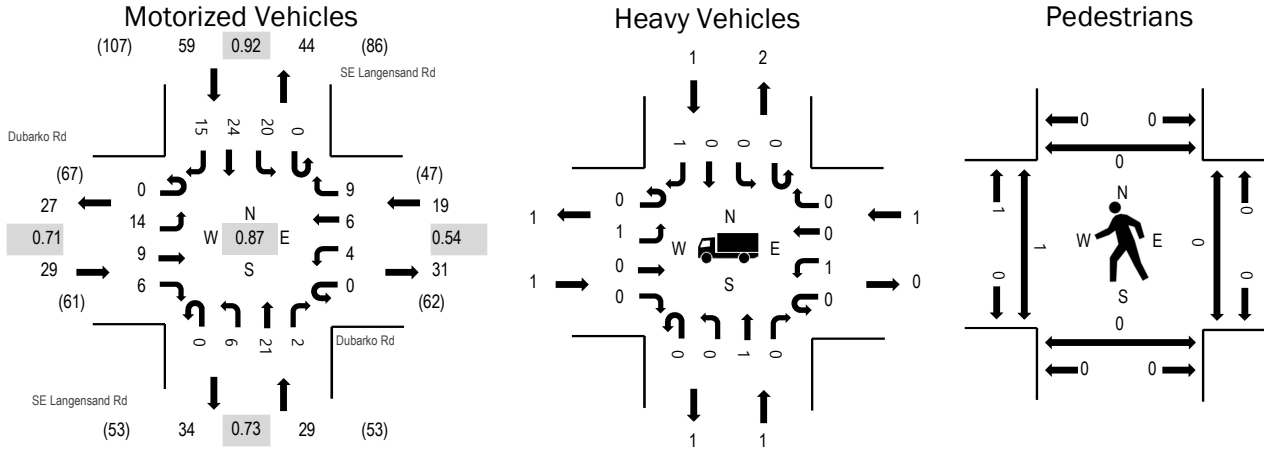 Motorized Vehicles
(107) 59 0.92 44 (86)
SE Langensand Rd
Dubarko Rd
15 24 20 0
(67) (47)
27 0 9 19
14 6
0.71 W N 0.87 E S 0.54
9 4
29 6 0 31
(61) (62)
0 6 21 2
Dubarko Rd
SE Langensand Rd
(53) 34 0.73 29 (53)
Heavy Vehicles
1 2
1 0 0 0
0 0
1 1 0 1
N
W E
S
0 1
1 0 0 0
0 0 1 0
1 1
Pedestrians
0 0
0
1 0
N
1 W E 0
S
0 0
0
0 0